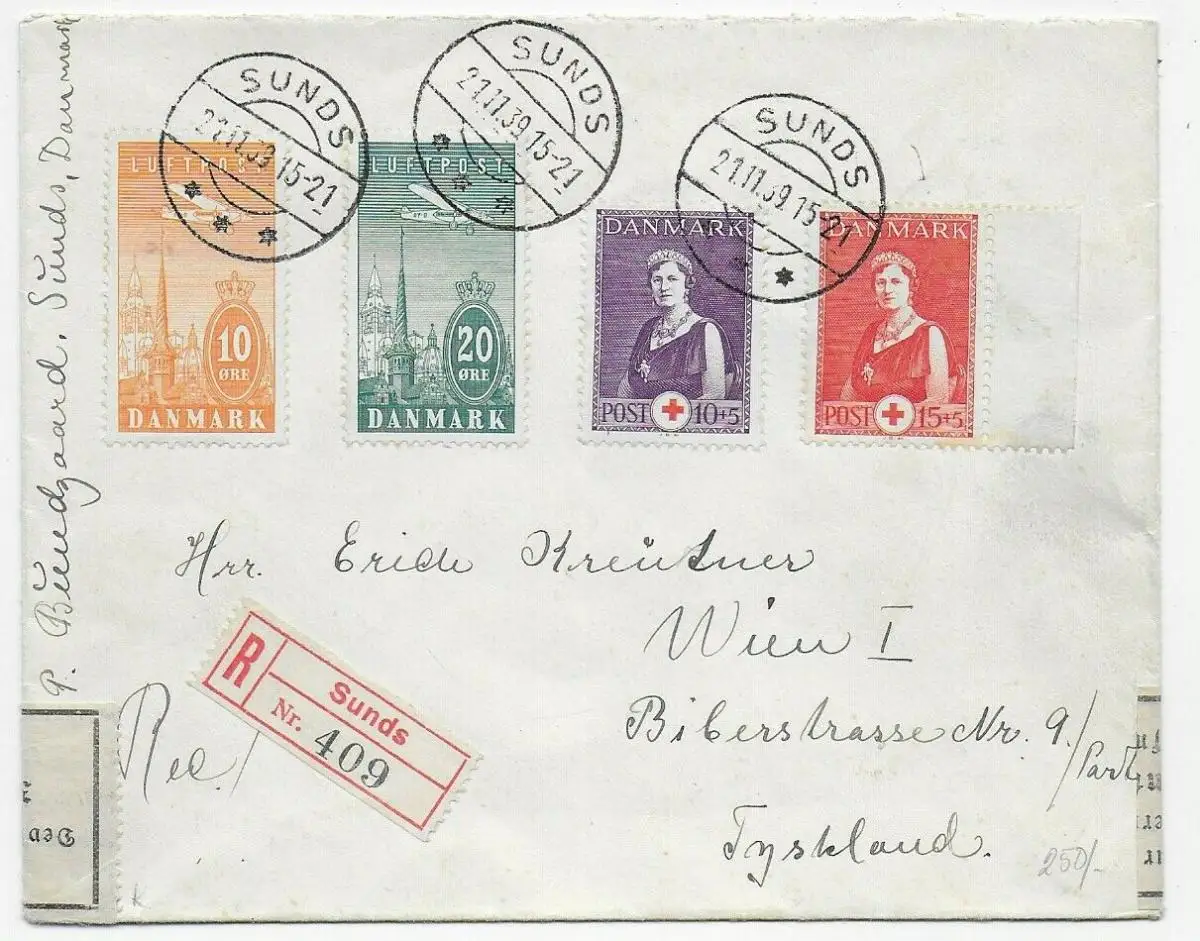 P. Bundgaard, Sunds, Danmark
SUNDS
21.11.39.15-21
SUNDS
21.11.39.15-21
SUNDS
21.11.39.15-21
LUFTPOST
10
ØRE
DANMARK
LUFTPOST
20
ØRE
DANMARK
DANMARK
POST 10+5
DANMARK
POST 15+5
Hrr. Erich Kreutner
Wien I
Biberstrasse Nr. 9/
/Part
Tyskland.
Rec/
R
Sunds
Nr. 409
250/-